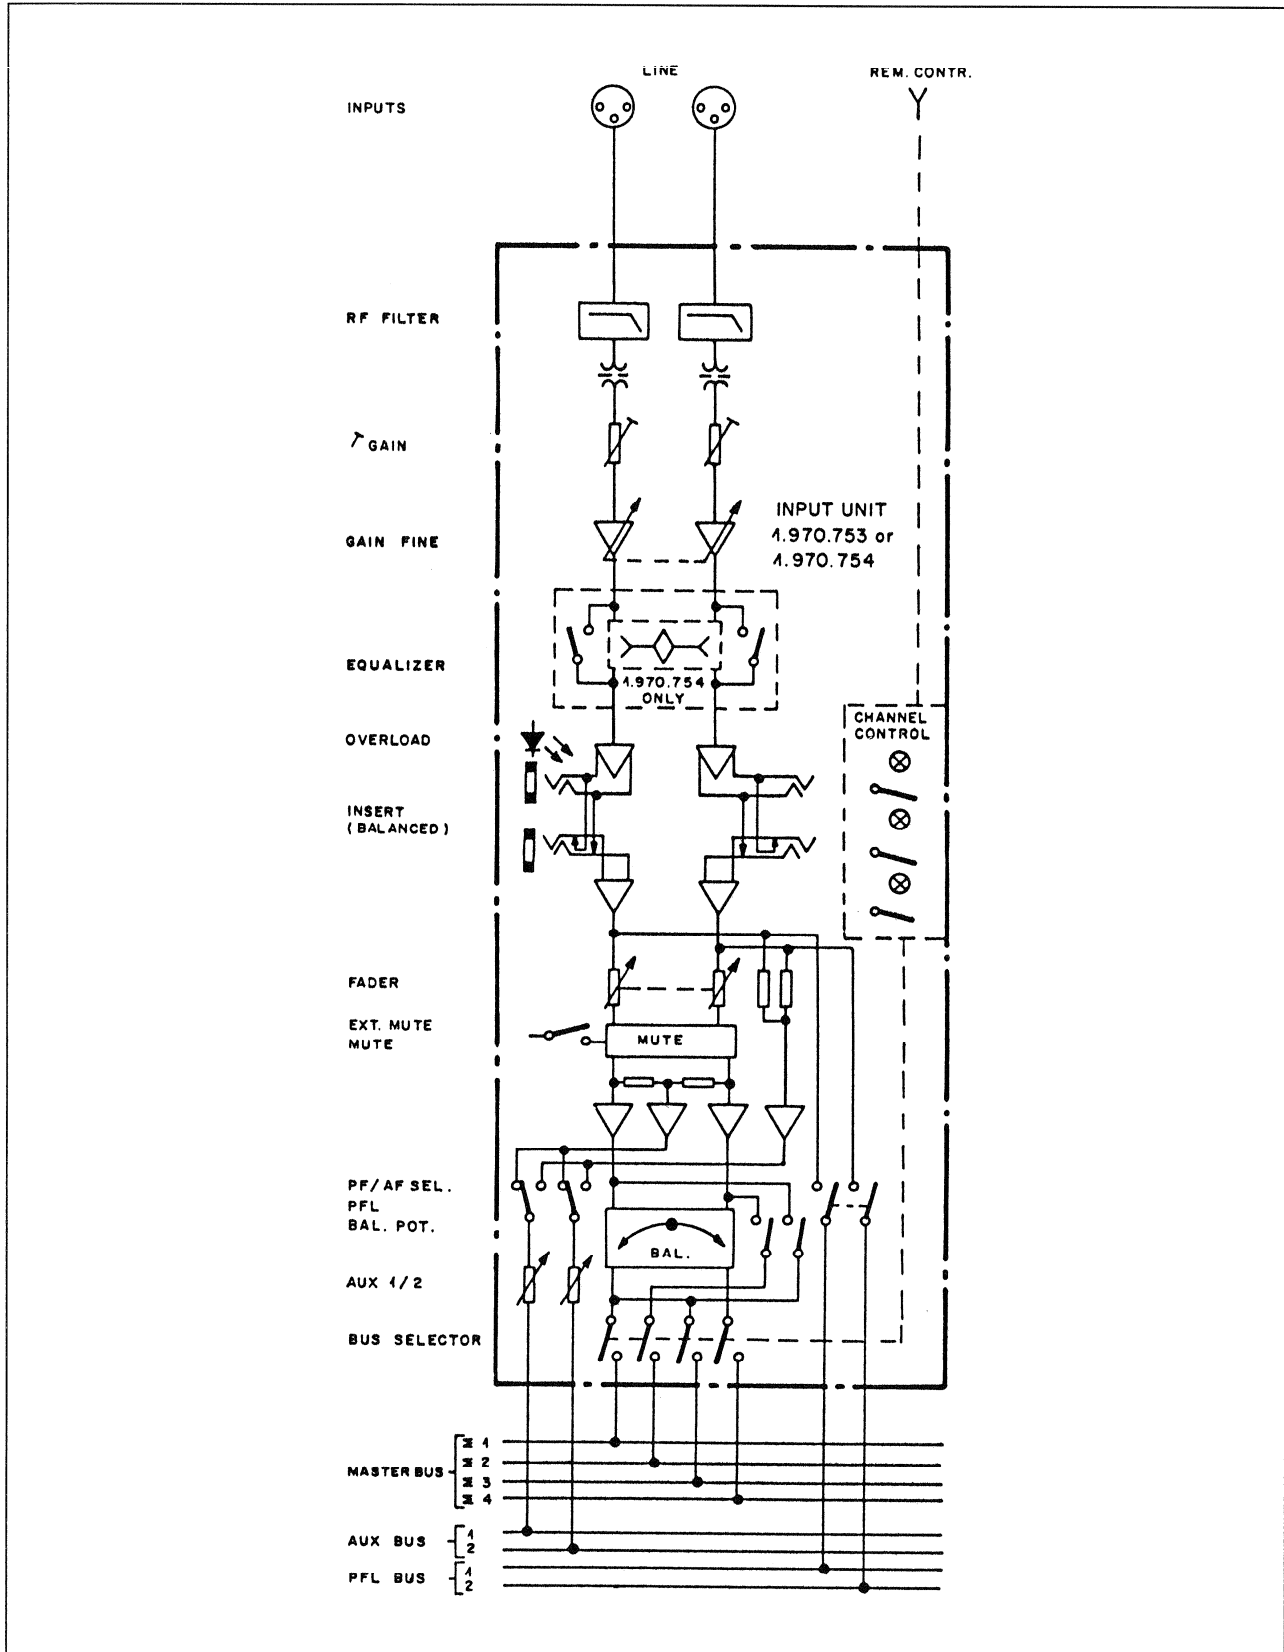 LINE
REM. CONTR.
INPUTS
RF FILTER
GAIN
INPUT UNIT
1.970.753 or
1.970.754
GAIN FINE
EQUALIZER
1.970.754
ONLY
CHANNEL
CONTROL
OVERLOAD
INSERT
(BALANCED)
FADER
EXT. MUTE
MUTE
MUTE
PF/AF SEL.
PFL
BAL. POT.
BAL.
AUX 1/2
BUS SELECTOR
MASTER BUS
M 1
M 2
M 3
M 4
AUX BUS
1
2
PFL BUS
1
2